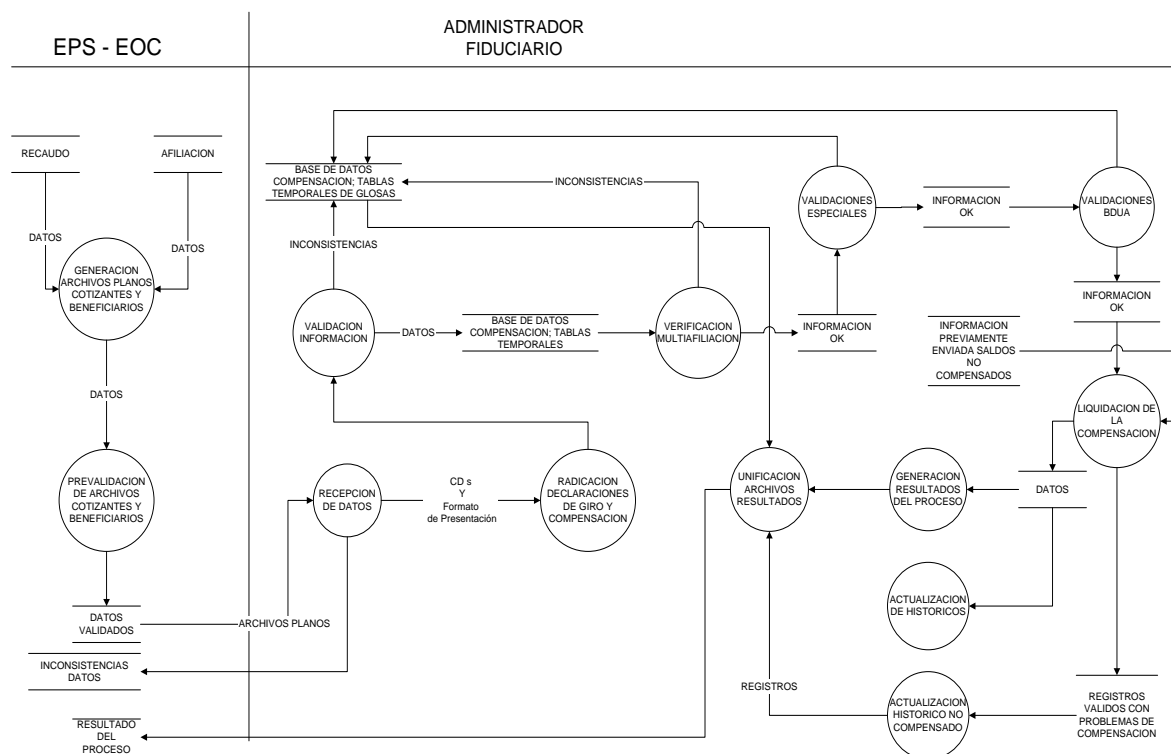 EPS - EOC
ADMINISTRADOR
FIDUCIARIO
RECAUDO
AFILIACION
DATOS
DATOS
GENERACION
ARCHIVOS PLANOS
COTIZANTES Y
BENEFICIARIOS
DATOS
PREVALIDACION
DE ARCHIVOS
COTIZANTES Y
BENEFICIARIOS
DATOS
VALIDADOS
INCONSISTENCIAS
DATOS
RESULTADO
DEL
PROCESO
ARCHIVOS PLANOS
BASE DE DATOS
COMPENSACION; TABLAS
TEMPORALES DE GLOSAS
INCONSISTENCIAS
INCONSISTENCIAS
VALIDACION
INFORMACION
DATOS
BASE DE DATOS
COMPENSACION; TABLAS
TEMPORALES
VERIFICACION
MULTIAFILIACION
INFORMACION
OK
VALIDACIONES
ESPECIALES
INFORMACION
OK
VALIDACIONES
BDUA
INFORMACION
OK
INFORMACION
PREVIAMENTE
ENVIADA SALDOS
NO
COMPENSADOS
LIQUIDACION DE
LA
COMPENSACION
RECEPCION
DE DATOS
CD s
Y
Formato
de Presentación
RADICACION
DECLARACIONES
DE GIRO Y
COMPENSACION
UNIFICACION
ARCHIVOS
RESULTADOS
GENERACION
RESULTADOS
DEL PROCESO
DATOS
ACTUALIZACION
DE HISTORICOS
REGISTROS
ACTUALIZACION
HISTORICO NO
COMPENSADO
REGISTROS
VALIDOS CON
PROBLEMAS DE
COMPENSACION